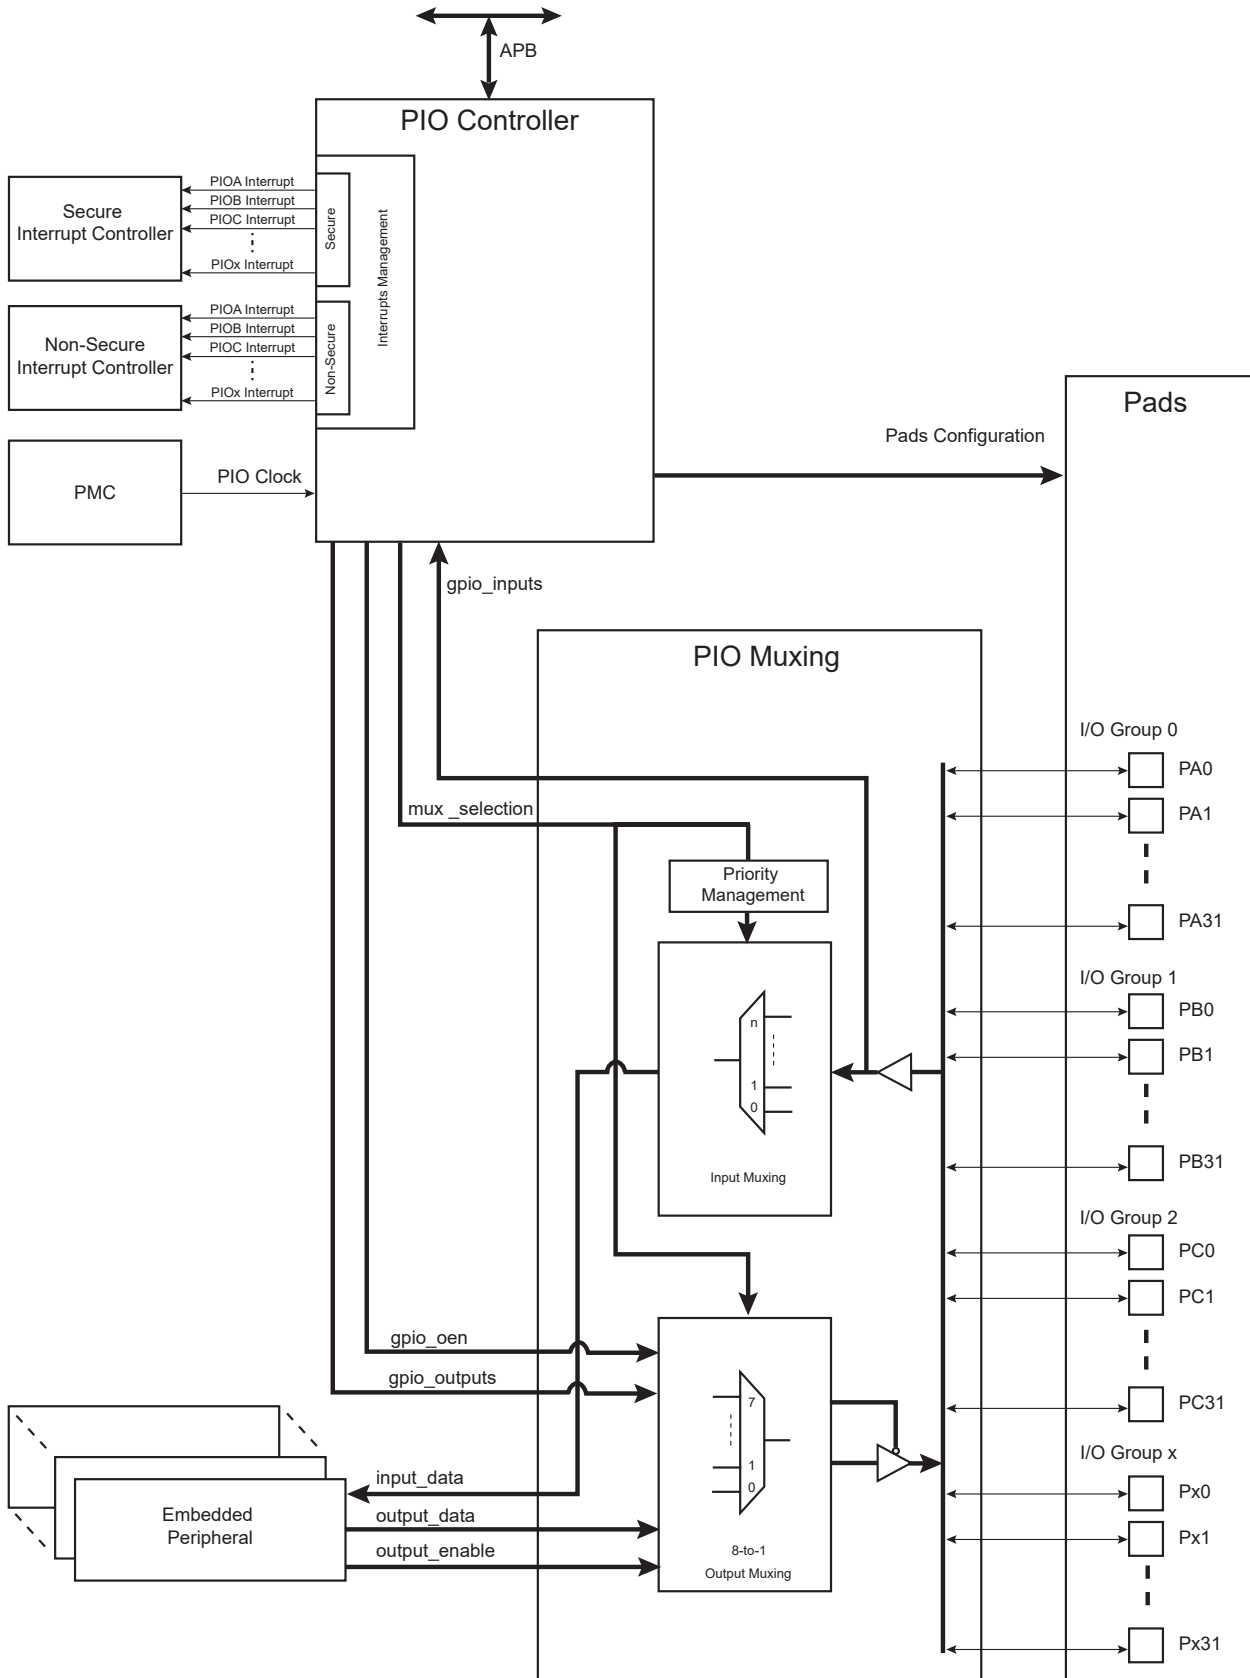 APB
PIO Controller
PIOA Interrupt
PIOB Interrupt
PIOC Interrupt
PIOx Interrupt
Secure
Interrupt Controller
Secure
Interrupts Management
PIOA Interrupt
PIOB Interrupt
PIOC Interrupt
PIOx Interrupt
Non-Secure
Interrupt Controller
Non-Secure
PMC
PIO Clock
Pads Configuration
Pads
gpio_inputs
PIO Muxing
mux _selection
Priority
Management
n
1
0
Input Muxing
gpio_oen
gpio_outputs
7
1
0
8-to-1
Output Muxing
input_data
output_data
output_enable
Embedded
Peripheral
I/O Group 0
PA0
PA1
PA31
I/O Group 1
PB0
PB1
PB31
I/O Group 2
PC0
PC1
PC31
I/O Group x
Px0
Px1
Px31